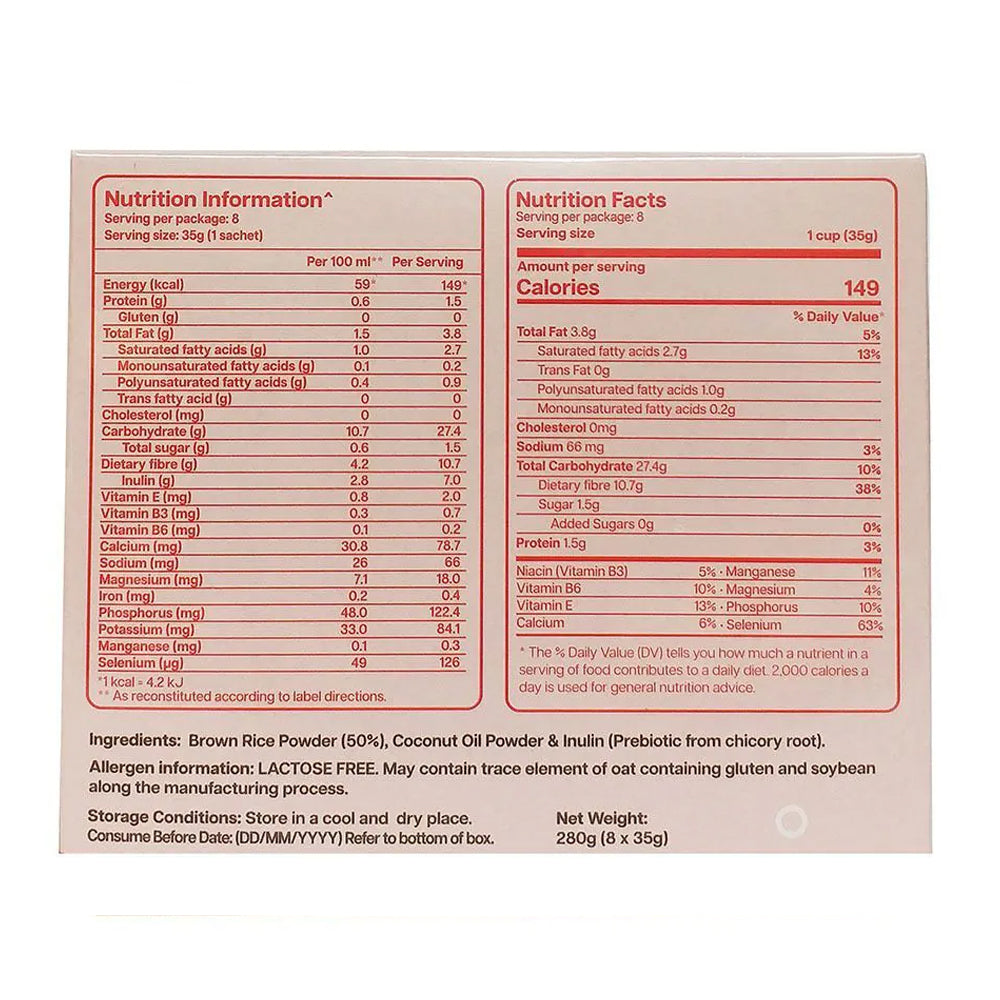 Nutrition Information^
Serving per package: 8
Serving size: 35g (1 sachet)
Per 100 ml** Per Serving
Energy (kcal) 59* 149*
Protein (g) 0.6 1.5
Gluten (g) 0 0
Total Fat (g) 1.5 3.8
Saturated fatty acids (g) 1.0 2.7
Monounsaturated fatty acids (g) 0.1 0.2
Polyunsaturated fatty acids (g) 0.4 0.9
Trans fatty acid (g) 0 0
Cholesterol (mg) 0 0
Carbohydrate (g) 10.7 27.4
Total sugar (g) 0.6 1.5
Dietary fibre (g) 4.2 10.7
Inulin (g) 2.8 7.0
Vitamin E (mg) 0.8 2.0
Vitamin B3 (mg) 0.3 0.7
Vitamin B6 (mg) 0.1 0.2
Calcium (mg) 30.8 78.7
Sodium (mg) 26 66
Magnesium (mg) 7.1 18.0
Iron (mg) 0.2 0.4
Phosphorus (mg) 48.0 122.4
Potassium (mg) 33.0 84.1
Manganese (mg) 0.1 0.3
Selenium (µg) 49 126
*1 kcal = 4.2 kJ
** As reconstituted according to label directions.
Nutrition Facts
Serving per package: 8
Serving size 1 cup (35g)
Amount per serving
Calories 149
% Daily Value*
Total Fat 3.8g 5%
Saturated fatty acids 2.7g 13%
Trans Fat 0g
Polyunsaturated fatty acids 1.0g
Monounsaturated fatty acids 0.2g
Cholesterol 0mg
Sodium 66 mg 3%
Total Carbohydrate 27.4g 10%
Dietary fibre 10.7g 38%
Sugar 1.5g
Added Sugars 0g 0%
Protein 1.5g 3%
Niacin (Vitamin B3) 5% · Manganese 11%
Vitamin B6 10% · Magnesium 4%
Vitamin E 13% · Phosphorus 10%
Calcium 6% · Selenium 63%
* The % Daily Value (DV) tells you how much a nutrient in a
serving of food contributes to a daily diet. 2,000 calories a
day is used for general nutrition advice.
Ingredients: Brown Rice Powder (50%), Coconut Oil Powder & Inulin (Prebiotic from chicory root).
Allergen information: LACTOSE FREE. May contain trace element of oat containing gluten and soybean
along the manufacturing process.
Storage Conditions: Store in a cool and dry place.
Consume Before Date: (DD/MM/YYYY) Refer to bottom of box.
Net Weight:
280g (8 x 35g)